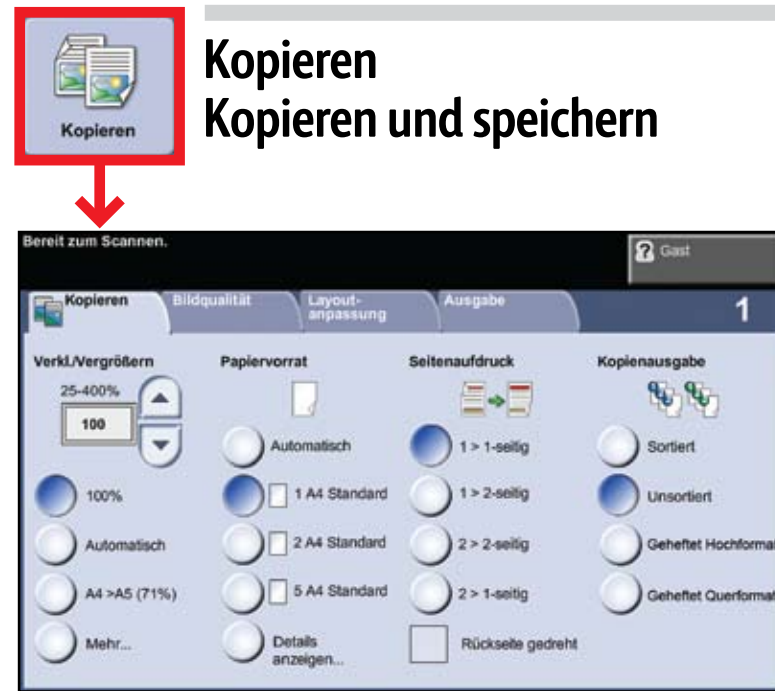 Kopieren
Kopieren
Kopieren und speichern
Bereit zum Scannen.
Gast
Kopieren
Bildqualität
Layout-
anpassung
Ausgabe
1
Verkl./Vergrößern
25-400%
100
100%
Automatisch
A4 >A5 (71%)
Mehr...
Papiervorrat
Automatisch
1 A4 Standard
2 A4 Standard
5 A4 Standard
Details
anzeigen...
Seitenaufdruck
1 > 1-seitig
1 > 2-seitig
2 > 2-seitig
2 > 1-seitig
Rückseite gedreht
Kopienausgabe
Sortiert
Unsortiert
Geheftet Hochformat
Geheftet Querformat